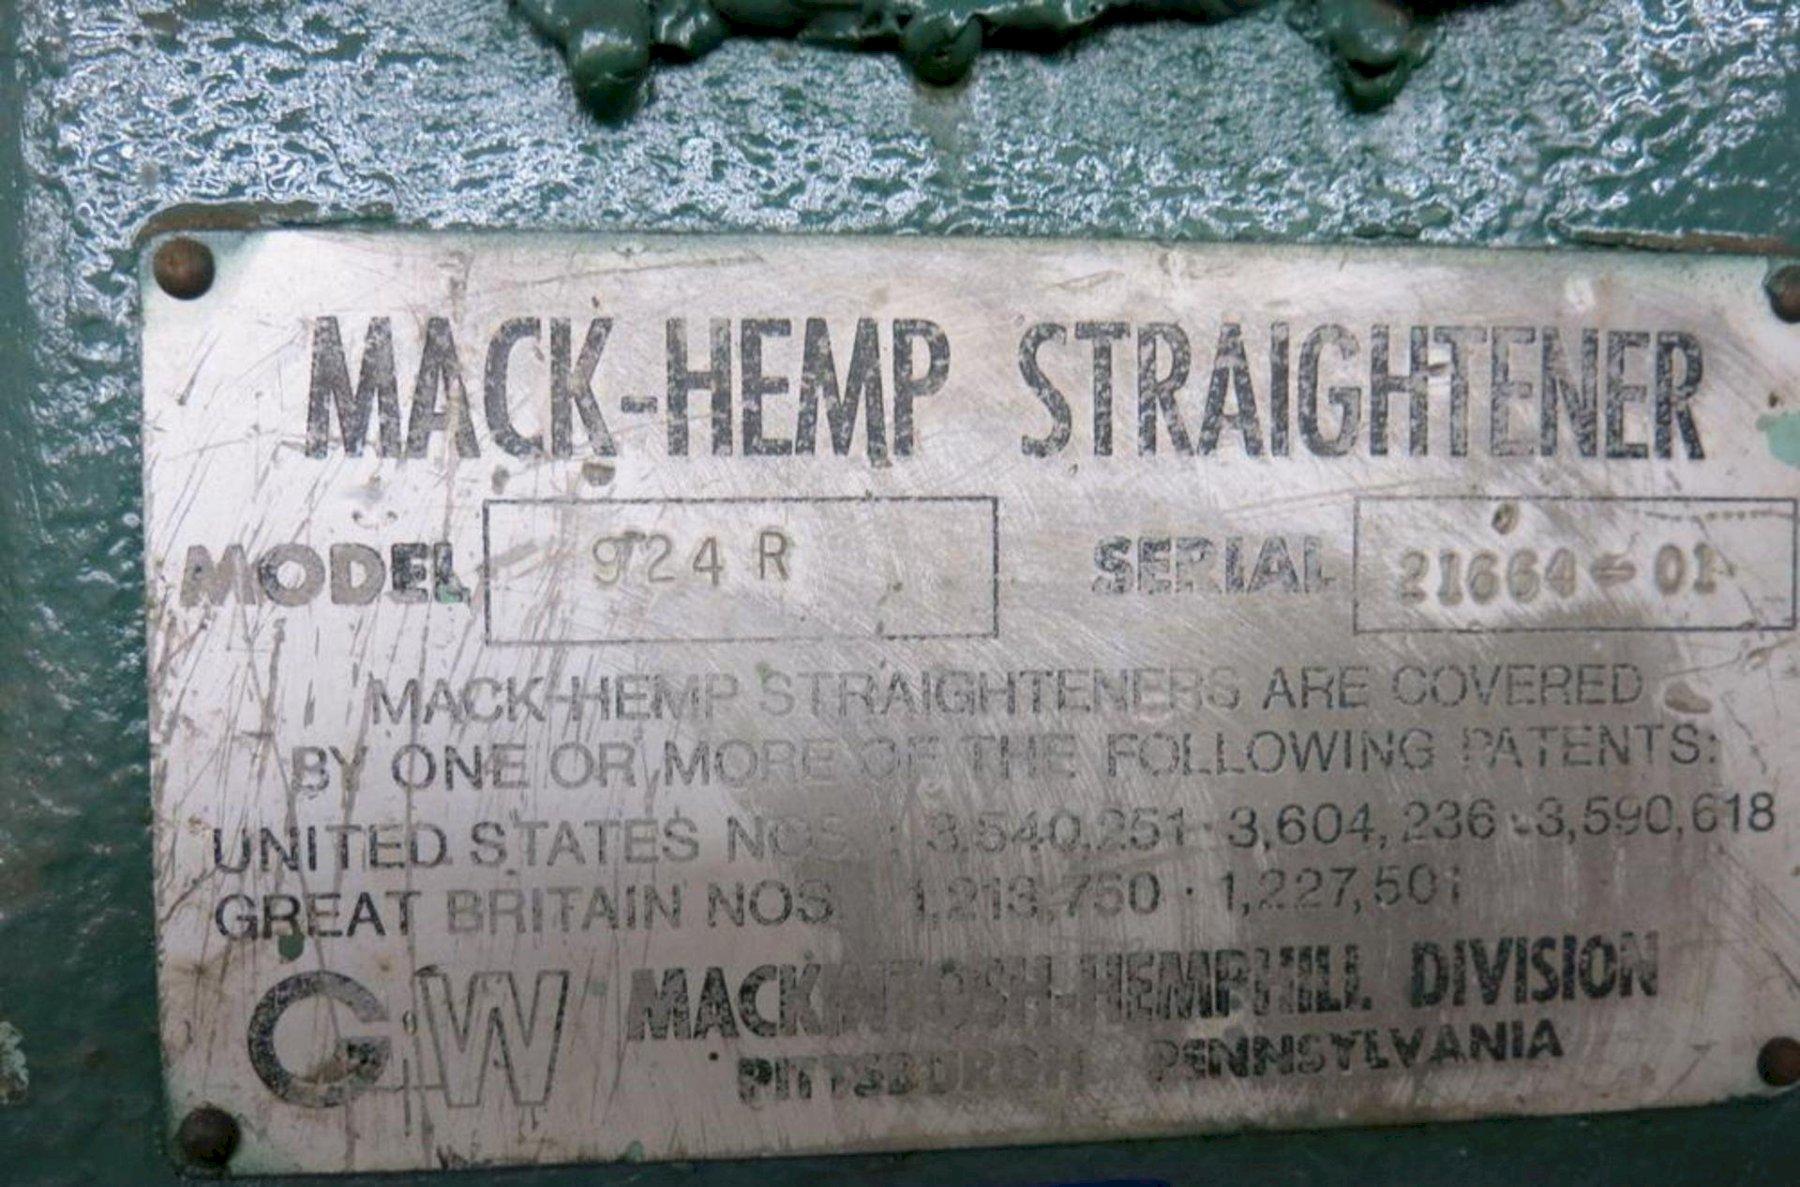 MACK-HEMP STRAIGHTENER
MODEL 924 R SERIAL 21664-01
MACK-HEMP STRAIGHTENERS ARE COVERED
BY ONE OR MORE OF THE FOLLOWING PATENTS:
UNITED STATES NOS. 3,540,251 · 3,604,236 · 3,590,618
GREAT BRITAIN NOS. 1,213,750 · 1,227,501
GW MACKINTOSH-HEMPHILL DIVISION
PITTSBURGH PENNSYLVANIA